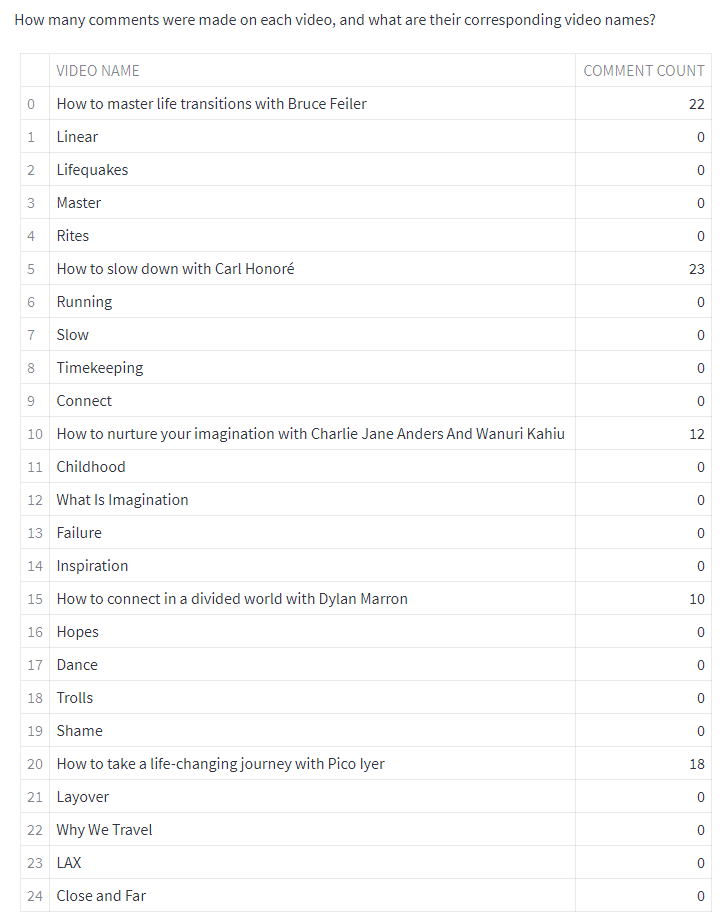 How many comments were made on each video, and what are their corresponding video names?
VIDEO NAME COMMENT COUNT
0 How to master life transitions with Bruce Feiler 22
1 Linear 0
2 Lifequakes 0
3 Master 0
4 Rites 0
5 How to slow down with Carl Honoré 23
6 Running 0
7 Slow 0
8 Timekeeping 0
9 Connect 0
10 How to nurture your imagination with Charlie Jane Anders And Wanuri Kahiu 12
11 Childhood 0
12 What Is Imagination 0
13 Failure 0
14 Inspiration 0
15 How to connect in a divided world with Dylan Marron 10
16 Hopes 0
17 Dance 0
18 Trolls 0
19 Shame 0
20 How to take a life-changing journey with Pico Iyer 18
21 Layover 0
22 Why We Travel 0
23 LAX 0
24 Close and Far 0